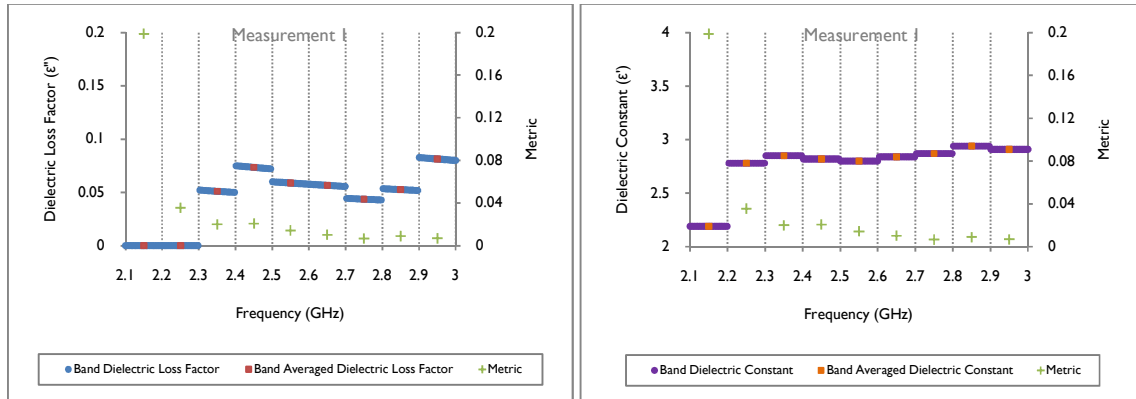 Measurement 1
Dielectric Loss Factor (ε")
0.2
0.15
0.1
0.05
0
0.2
0.16
0.12
0.08
0.04
0
Metric
2.1 2.2 2.3 2.4 2.5 2.6 2.7 2.8 2.9 3
Frequency (GHz)
Band Dielectric Loss Factor Band Averaged Dielectric Loss Factor Metric
Measurement 1
Dielectric Constant (ε')
4
3.5
3
2.5
2
0.2
0.16
0.12
0.08
0.04
0
Metric
2.1 2.2 2.3 2.4 2.5 2.6 2.7 2.8 2.9 3
Frequency (GHz)
Band Dielectric Constant Band Averaged Dielectric Constant Metric